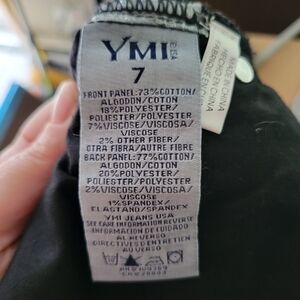 YMI
7
FRONT PANEL:73%COTTON/
ALGODON/COTON
18%POLYESTER/
POLIESTER/POLYESTER
7%VISCOSE/VISCOSA/
VISCOSE
2% OTHER FIBER/
OTRA FIBRA/AUTRE FIBRE
BACK PANEL:77%COTTON/
ALGODON/COTON
20%POLYESTER/
POLIESTER/POLYESTER
2%VISCOSE/VISCOSA/
VISCOSE
1%SPANDEX/
ELASTAND/SPANDEX
YMI JEANS USA
SEE CARE INFORMATION REVERSE
INFORMACION DE CUIDADO
AL REVERSO
DIRECTIVES D'ENTRETIEN
AU VERSO
MADE IN CHINA
HECHO EN CHINA
FABRIQUE EN CHINE